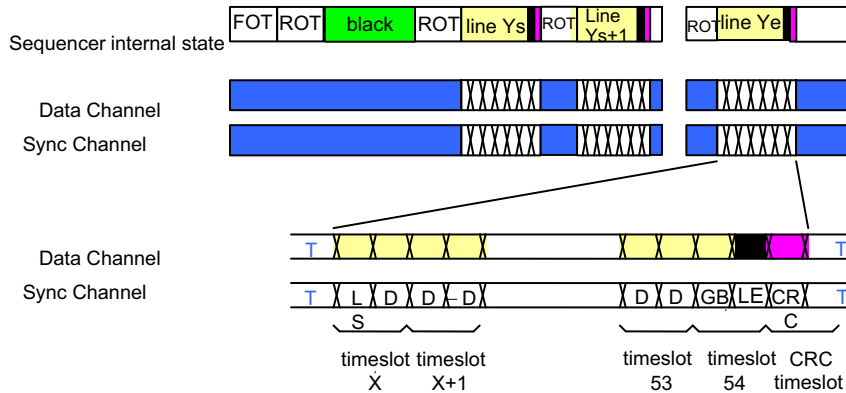 Sequencer internal state FOT ROT black ROT line Ys ROT Line Ys+1 ROT line Ye
Data Channel
Sync Channel
Data Channel T T
Sync Channel T L S D D D D D GB LE CR C T
timeslot X timeslot X+1 timeslot 53 timeslot 54 CRC timeslot